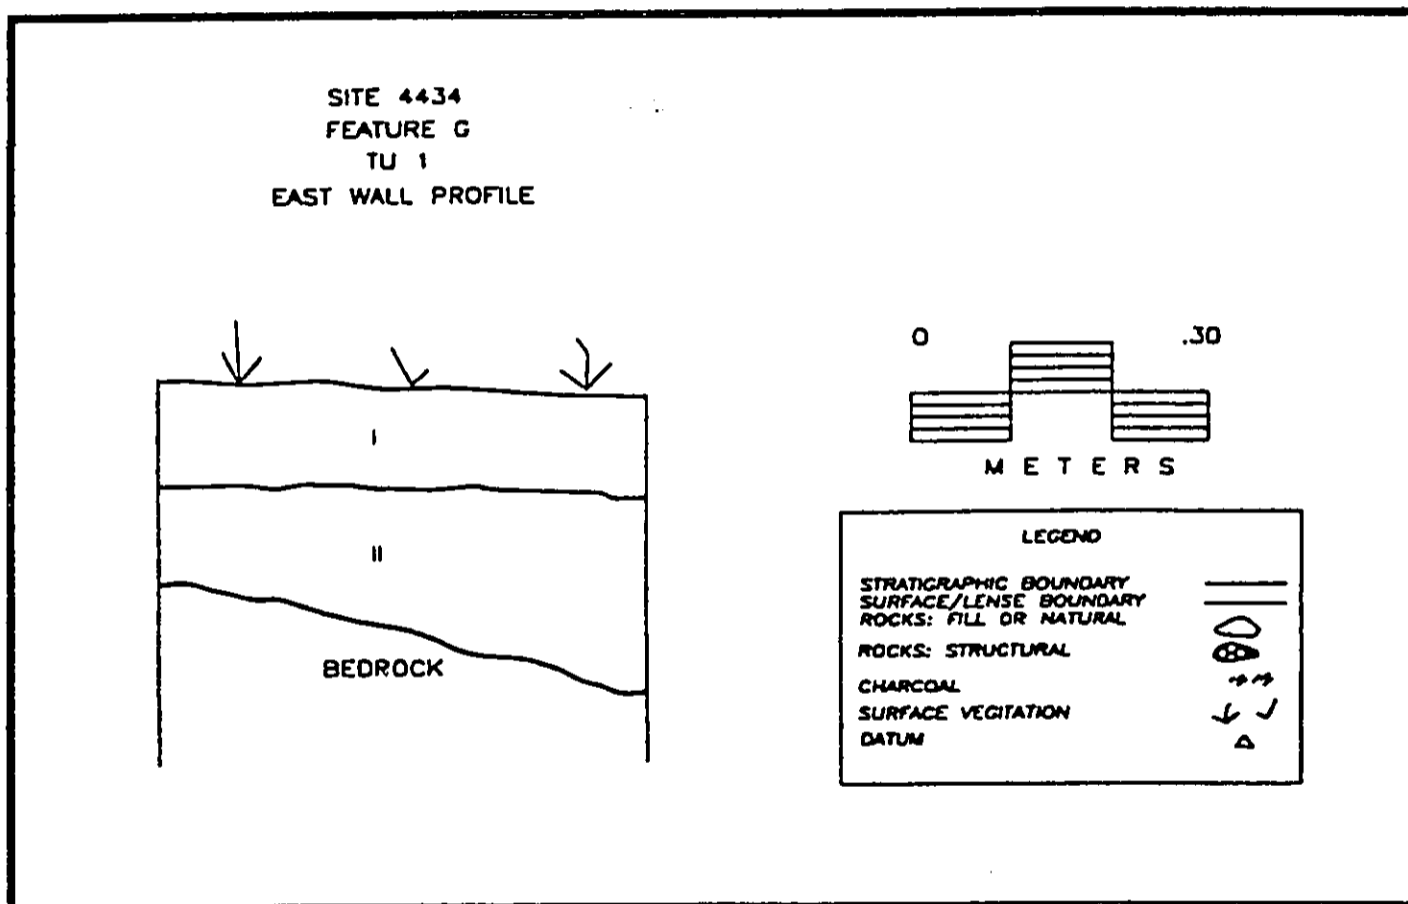 SITE 4434
FEATURE G
TU 1
EAST WALL PROFILE
I
II
BEDROCK
0 .30
METERS
LEGEND
STRATIGRAPHIC BOUNDARY
SURFACE/LENSE BOUNDARY
ROCKS: FILL OR NATURAL
ROCKS: STRUCTURAL
CHARCOAL
SURFACE VEGITATION
DATUM